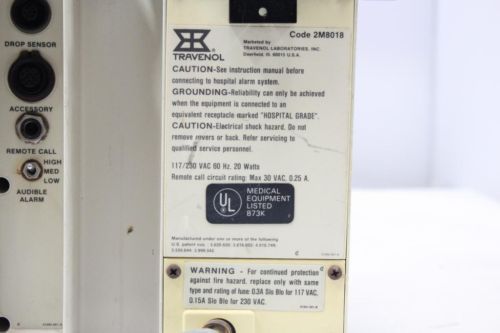 DROP SENSOR
ACCESSORY
REMOTE CALL
HIGH
MED
LOW
AUDIBLE
ALARM
TRAVENOL
®
Code 2M8018
Marketed by
TRAVENOL LABORATORIES, INC.
Deerfield, Ill. 60015 U.S.A.
CAUTION-See instruction manual before
connecting to hospital alarm system.
GROUNDING-Reliability can only be achieved
when the equipment is connected to an
equivalent receptacle marked "HOSPITAL GRADE".
CAUTION-Electrical shock hazard. Do not
remove covers or back. Refer servicing to
qualified service personnel.
117/230 VAC 60 Hz. 20 Watts
Remote call circuit rating: Max 30 VAC, 0.25 A.
UL
®
MEDICAL
EQUIPMENT
LISTED
873K
Manufactured under one or more of the following
U.S. patent nos.
WARNING - For continued protection
against fire hazard, replace only with same
type and rating of fuse: 0.3A Slo Blo for 117 VAC,
0.15A Slo Blo for 230 VAC.